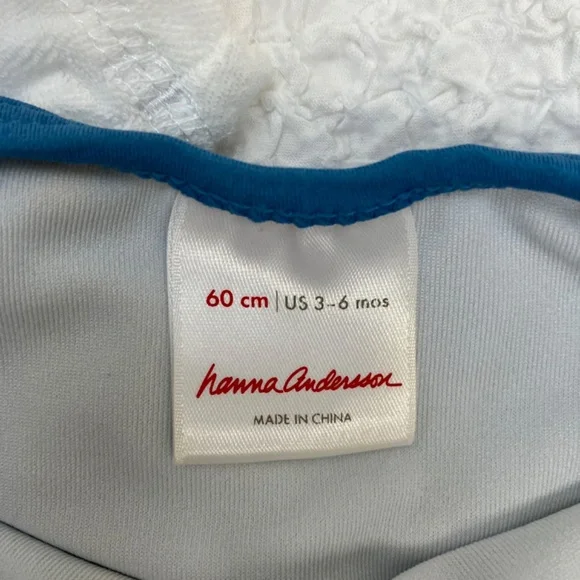 60 cm | US 3-6 mos
hanna andersson
MADE IN CHINA